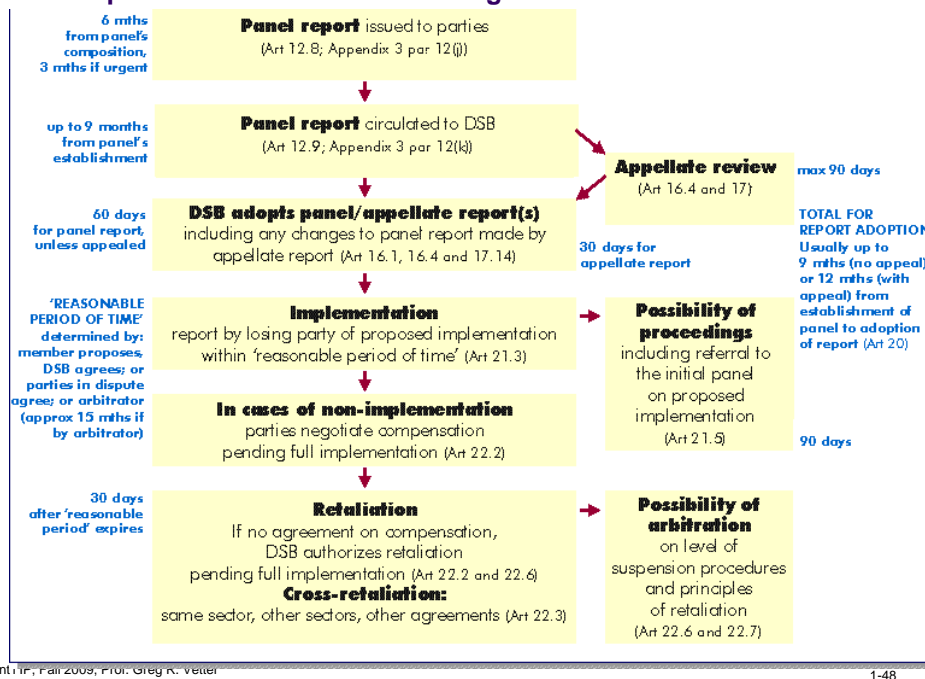 6 mths
from panel's
composition,
3 mths if urgent
Panel report issued to parties
(Art 12.8; Appendix 3 par 12(j))
up to 9 months
from panel's
establishment
Panel report circulated to DSB
(Art 12.9; Appendix 3 par 12(k))
Appellate review
(Art 16.4 and 17)
max 90 days
60 days
for panel report,
unless appealed
DSB adopts panel/appellate report(s)
including any changes to panel report made by
appellate report (Art 16.1, 16.4 and 17.14)
30 days for
appellate report
TOTAL FOR
REPORT ADOPTION
Usually up to
9 mths (no appeal)
or 12 mths (with
appeal) from
establishment of
panel to adoption
of report (Art 20)
'REASONABLE
PERIOD OF TIME'
determined by:
member proposes,
DSB agrees; or
parties in dispute
agree; or arbitrator
(approx 15 mths if
by arbitrator)
Implementation
report by losing party of proposed implementation
within 'reasonable period of time' (Art 21.3)
Possibility of
proceedings
including referral to
the initial panel
on proposed
implementation
(Art 21.5)
90 days
In cases of non-implementation
parties negotiate compensation
pending full implementation (Art 22.2)
30 days
after 'reasonable
period' expires
Retaliation
If no agreement on compensation,
DSB authorizes retaliation
pending full implementation (Art 22.2 and 22.6)
Cross-retaliation:
same sector, other sectors, other agreements (Art 22.3)
Possibility of
arbitration
on level of
suspension procedures
and principles
of retaliation
(Art 22.6 and 22.7)
IP, Fall 2009, Prof. Greg R. Vetter
1-48